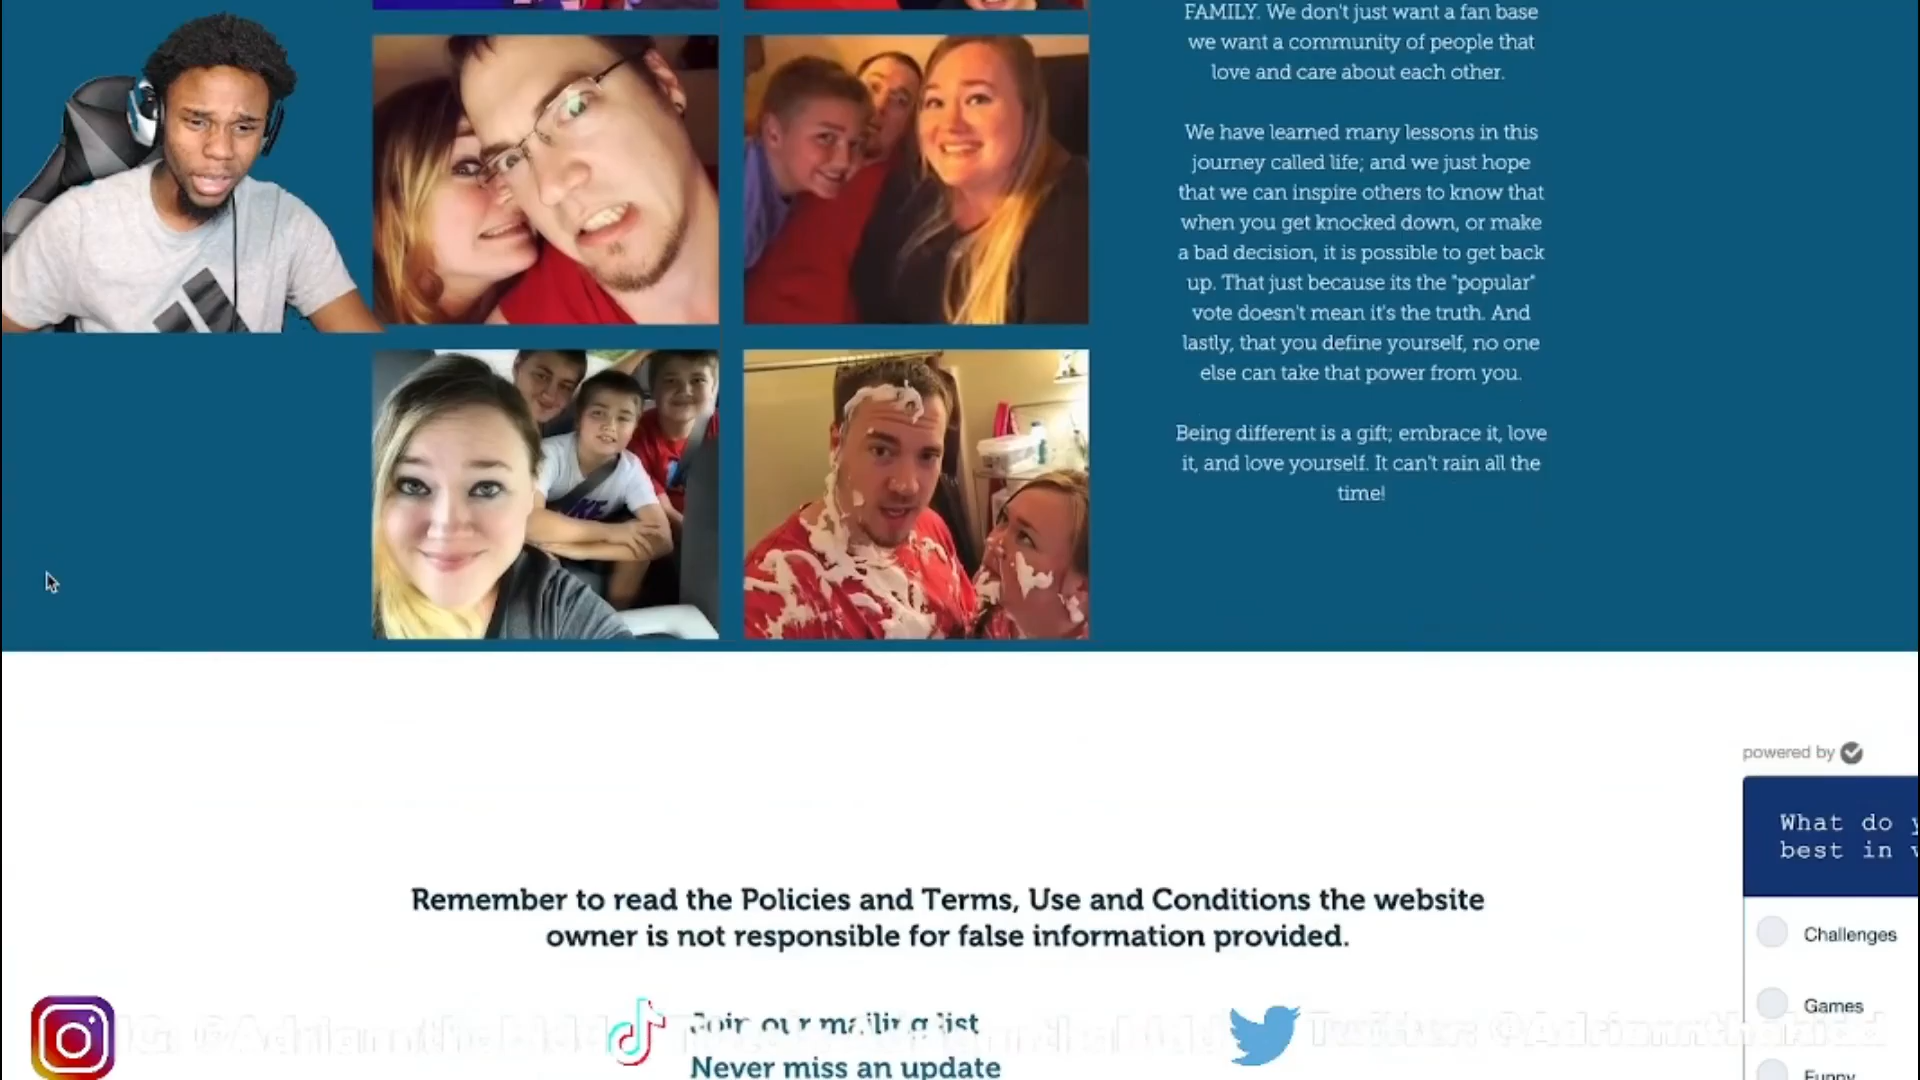 FAMILY. We don't just want a fan base
we want a community of people that
love and care about each other.
We have learned many lessons in this
journey called life; and we just hope
that we can inspire others to know that
when you get knocked down, or make
a bad decision, it is possible to get back
up. That just because its the "popular"
vote doesn't mean it's the truth. And
lastly, that you define yourself, no one
else can take that power from you.
Being different is a gift; embrace it, love
it, and love yourself. It can't rain all the
time!
powered by
What do
best in
Remember to read the Policies and Terms, Use and Conditions the website
owner is not responsible for false information provided.
Challenges
Games
Funny
Join our mailing list
Never miss an update
Twitter: @Adriannthakidd